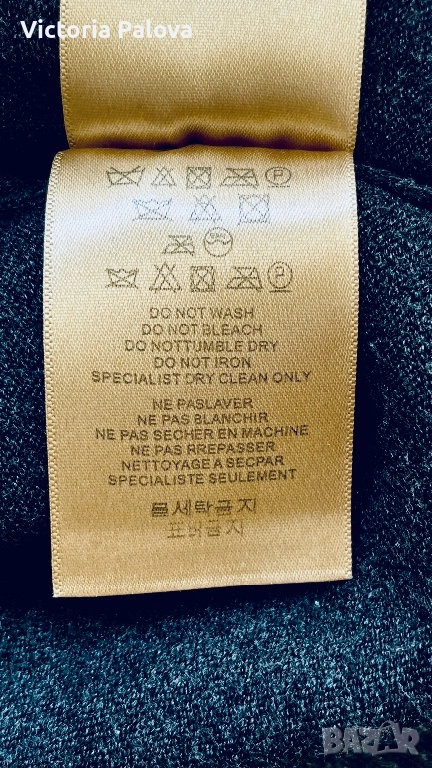 Victoria Palova
DO NOT WASH
DO NOT BLEACH
DO NOTTUMBLE DRY
DO NOT IRON
SPECIALIST DRY CLEAN ONLY
NE PASLAVER
NE PAS BLANCHIR
NE PAS SECHER EN MACHINE
NE PAS RREPASSER
NETTOYAGE A SECPAR
SPECIALISTE SEULEMENT
물세탁금지
표백금지
BAZAR